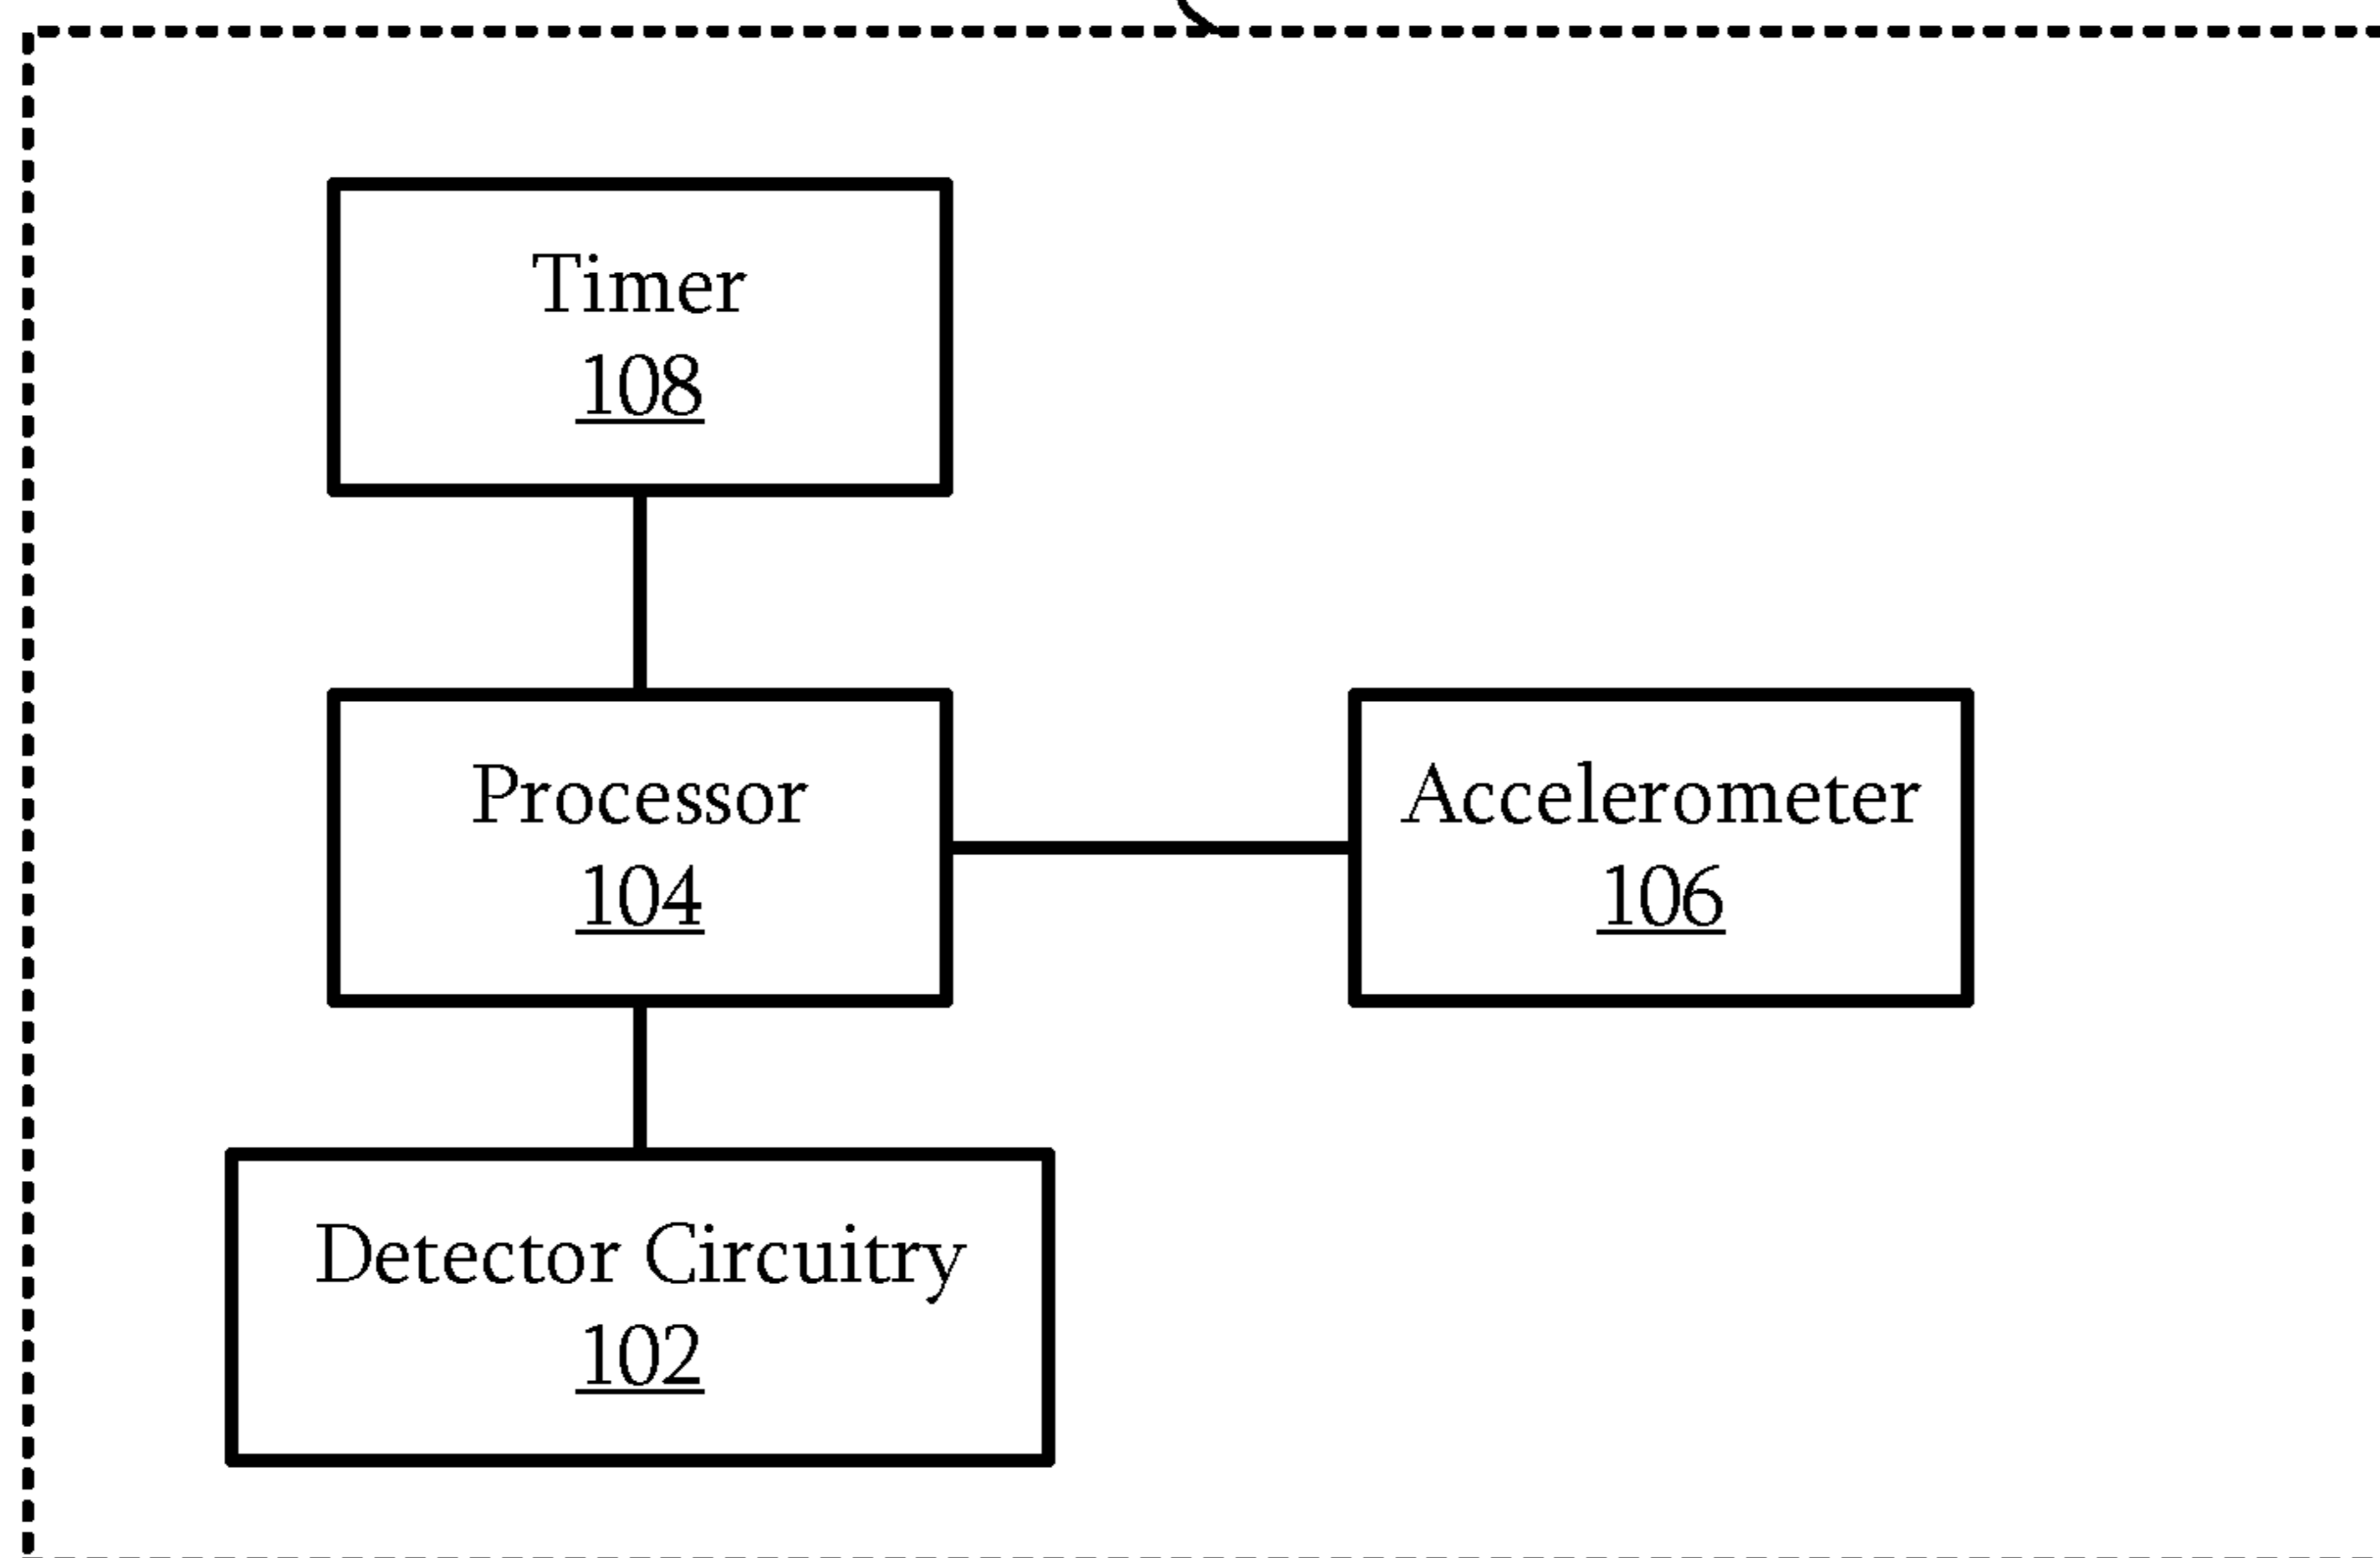 Timer
108
Processor
104
Accelerometer
106
Detector Circuitry
102